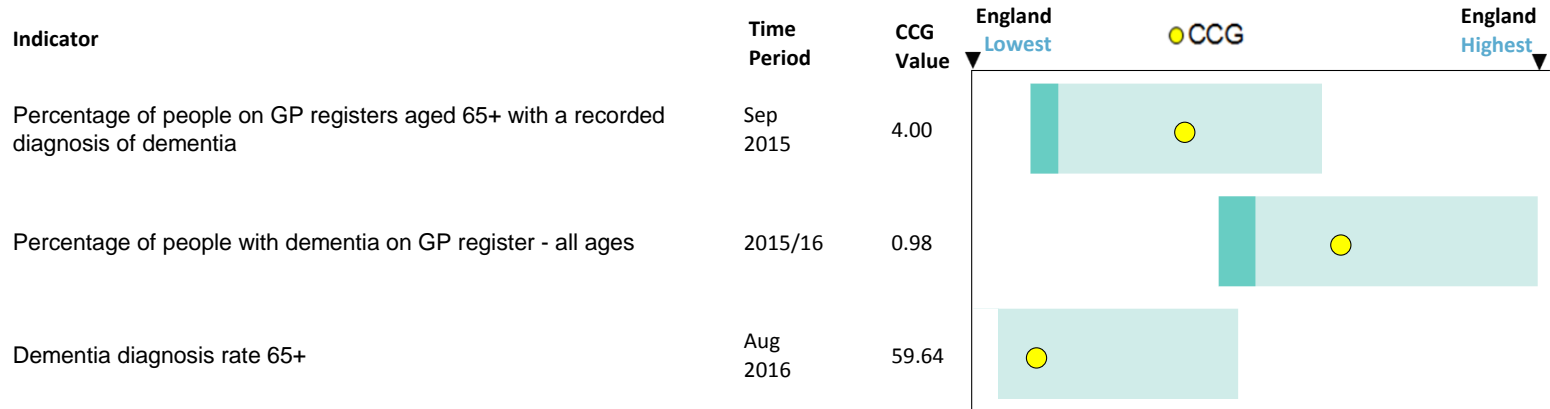 Indicator
Time Period
CCG Value
England Lowest
CCG
England Highest
Percentage of people on GP registers aged 65+ with a recorded
diagnosis of dementia
Sep
2015
4.00
Percentage of people with dementia on GP register - all ages
2015/16
0.98
Dementia diagnosis rate 65+
Aug
2016
59.64